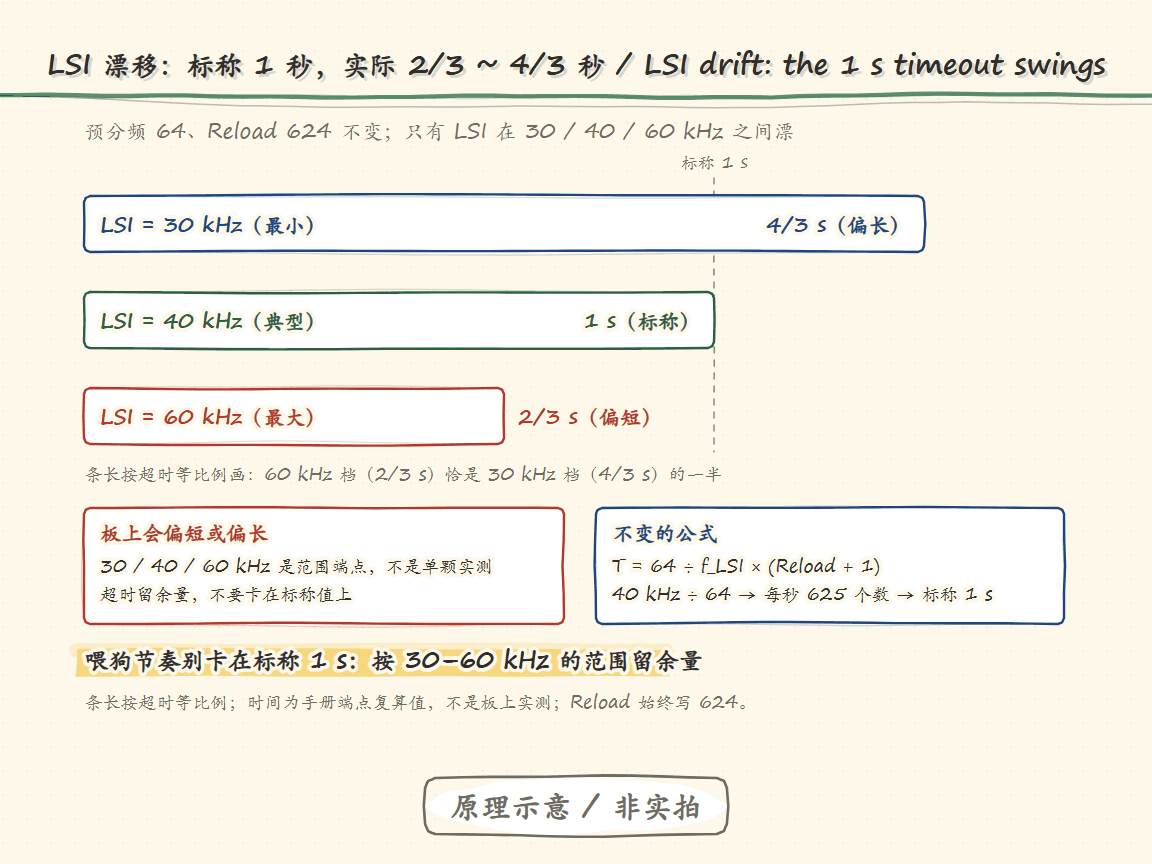 LSI 漂移：标称 1 秒，实际 2/3 ~ 4/3 秒 / LSI drift: the 1 s timeout swings
预分频 64、Reload 624 不变；只有 LSI 在 30 / 40 / 60 kHz 之间漂
标称 1 s
LSI = 30 kHz（最小） 4/3 s（偏长）
LSI = 40 kHz（典型） 1 s（标称）
LSI = 60 kHz（最大） 2/3 s（偏短）
条长按超时等比例画：60 kHz 档（2/3 s）恰是 30 kHz 档（4/3 s）的一半
板上会偏短或偏长
30 / 40 / 60 kHz 是范围端点，不是单颗实测
超时留余量，不要卡在标称值上
不变的公式
T = 64 ÷ f_LSI × (Reload + 1)
40 kHz ÷ 64 → 每秒 625 个数 → 标称 1 s
喂狗节奏别卡在标称 1 s：按 30–60 kHz 的范围留余量
条长按超时等比例；时间为手册端点复算值，不是板上实测；Reload 始终写 624。
原理示意 / 非实拍